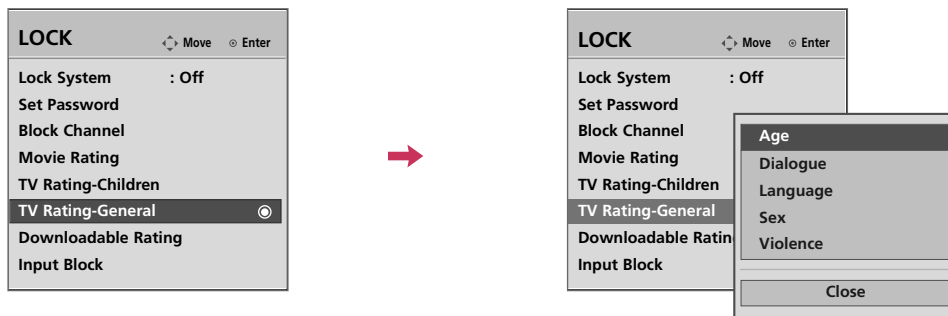 LOCK
Move Enter
Lock System : Off
Set Password
Block Channel
Movie Rating
TV Rating-Children
TV Rating-General
Downloadable Rating
Input Block
LOCK
Move Enter
Lock System : Off
Set Password
Block Channel
Movie Rating
TV Rating-Children
TV Rating-General
Downloadable Ratin
Input Block
Age
Dialogue
Language
Sex
Violence
Close